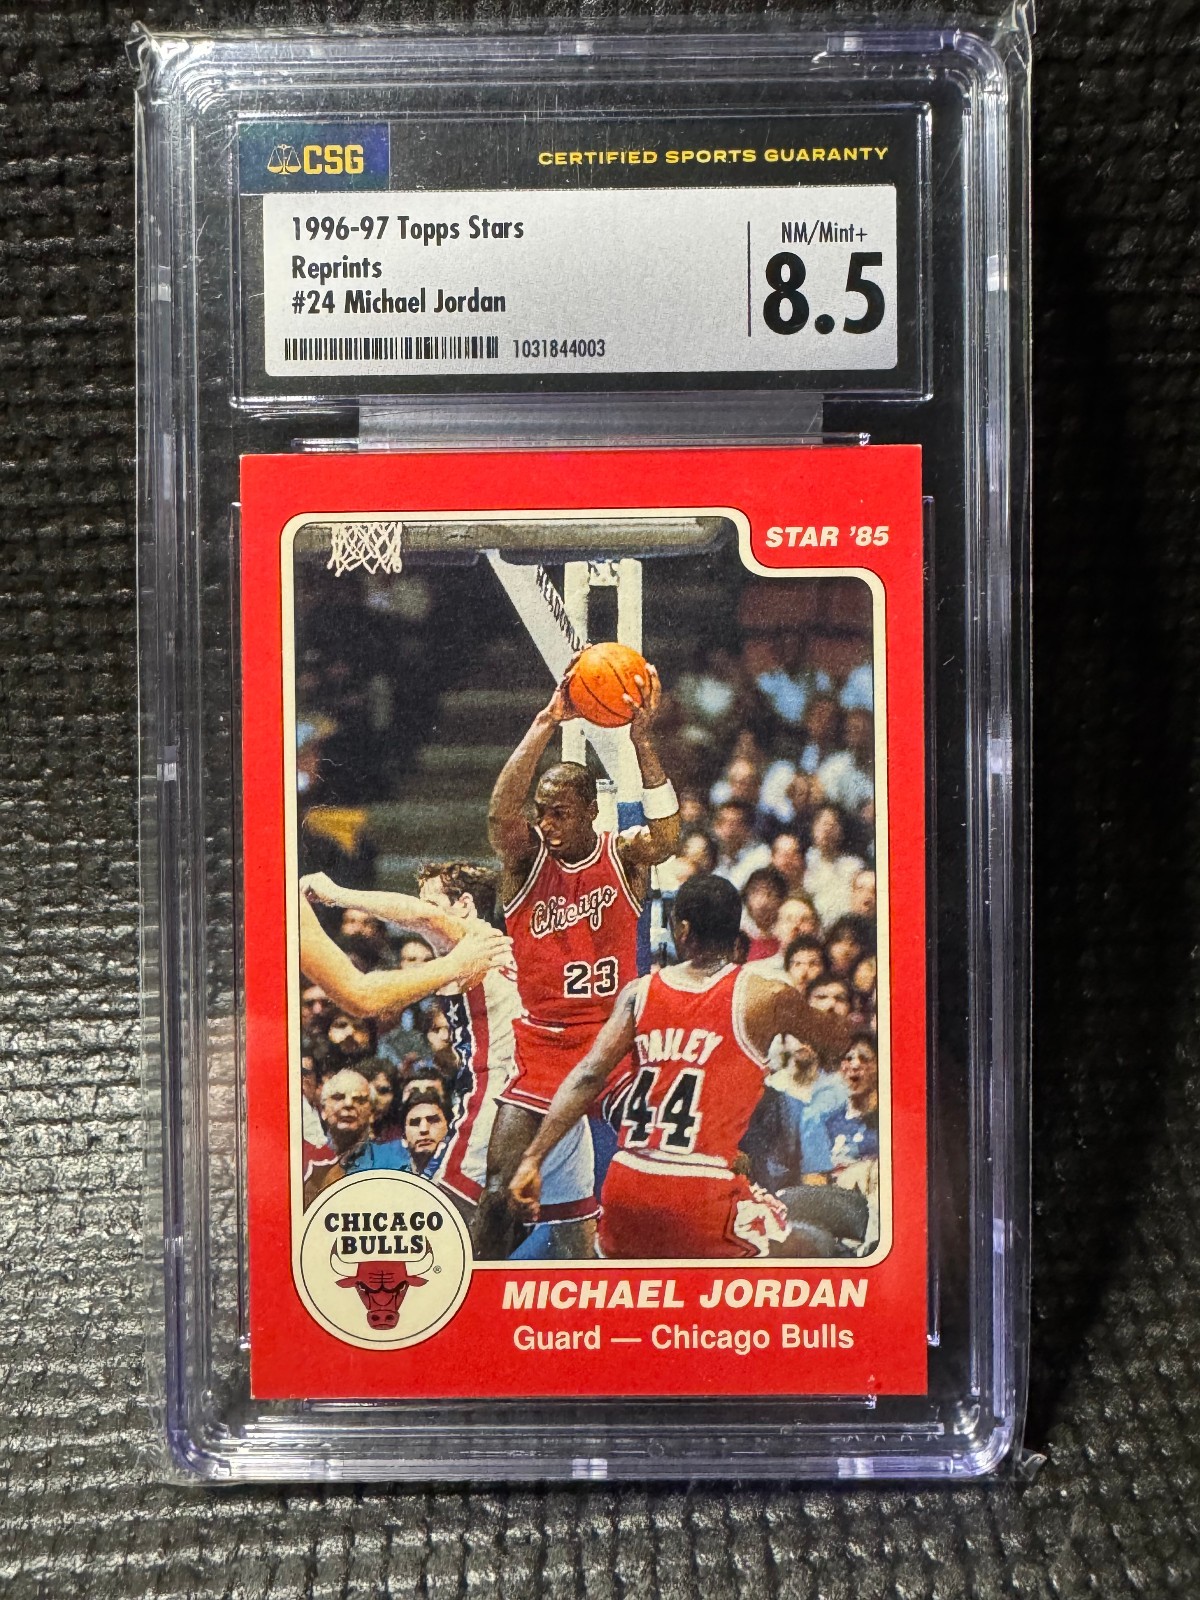 CSG
CERTIFIED SPORTS GUARANTY
1996-97 Topps Stars
Reprints
#24 Michael Jordan
NM/Mint+
8.5
1031844003
STAR '85
Chicago
23
44
CHICAGO
BULLS
®
MICHAEL JORDAN
Guard — Chicago Bulls